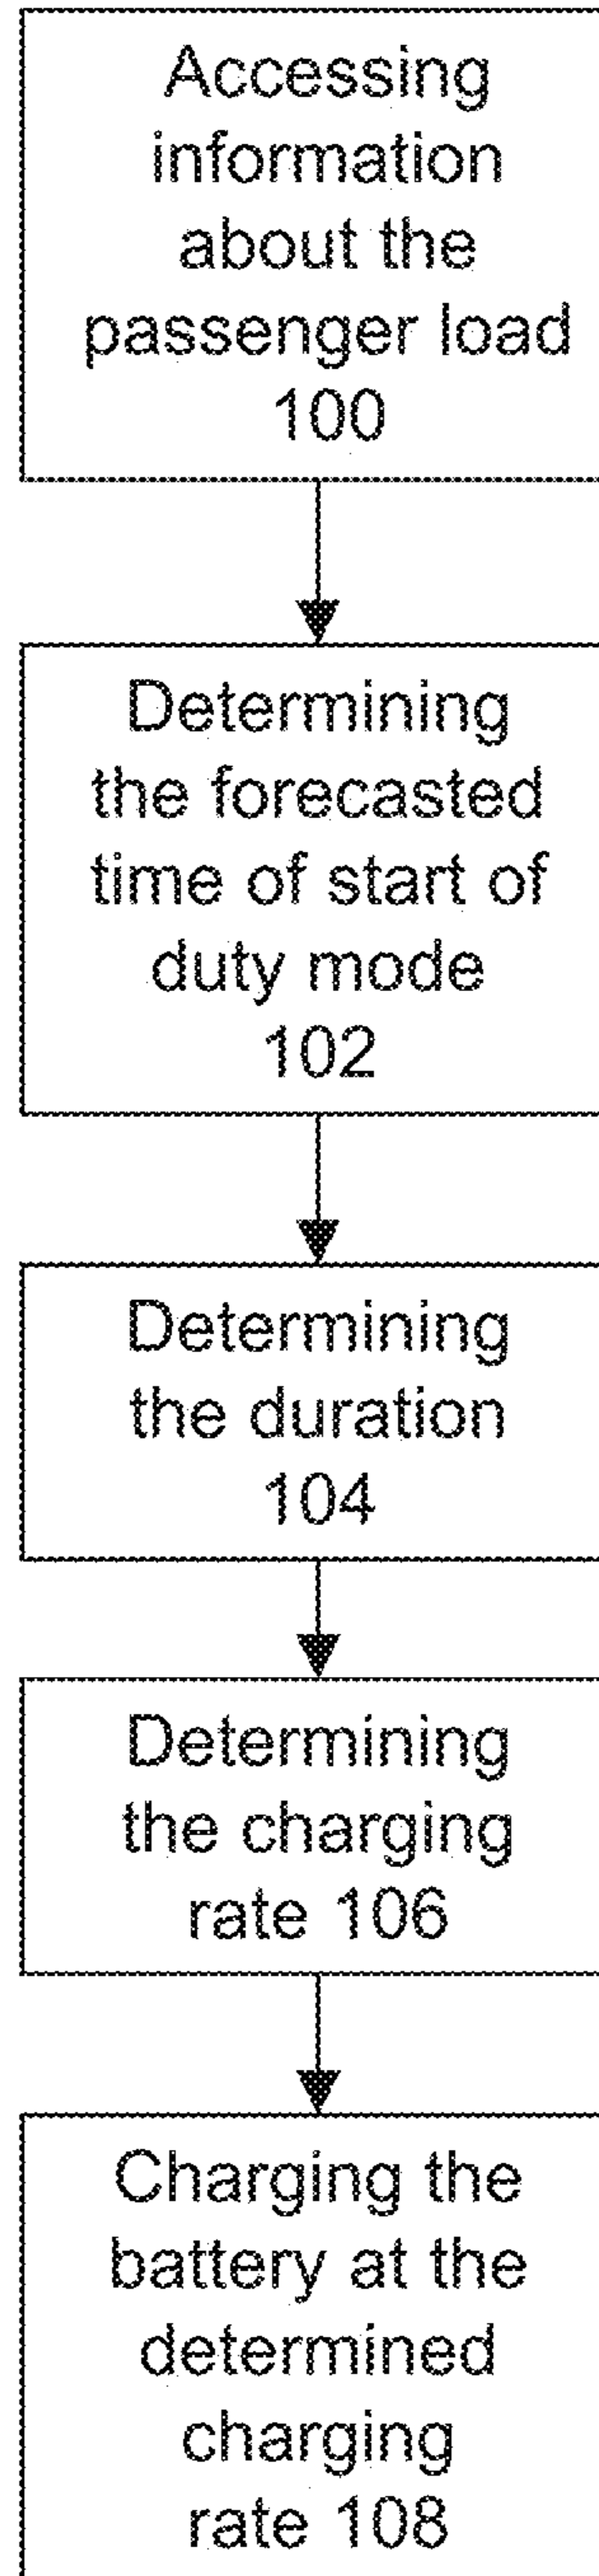 Accessing
information
about the
passenger load
100
Determining
the forecasted
time of start of
duty mode
102
Determining
the duration
104
Determining
the charging
rate 106
Charging the
battery at the
determined
charging
rate 108